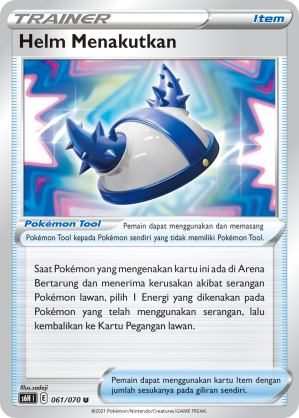 TRAINER Item
Helm Menakutkan
Pokémon Tool Pemain dapat menggunakan dan memasang
Pokémon Tool kepada Pokémon sendiri yang tidak memiliki Pokémon Tool.
Saat Pokémon yang mengenakan kartu ini ada di Arena
Bertarung dan menerima kerusakan akibat serangan
Pokémon lawan, pilih 1 Energi yang dikenakan pada
Pokémon yang telah menggunakan serangan, lalu
kembalikan ke Kartu Pegangan lawan.
Illus.sadaji
S6H I E 061/070 U
Pemain dapat menggunakan kartu Item dengan
jumlah sesukanya pada giliran sendiri.
©2021 Pokémon/Nintendo/Creatures/GAME FREAK.